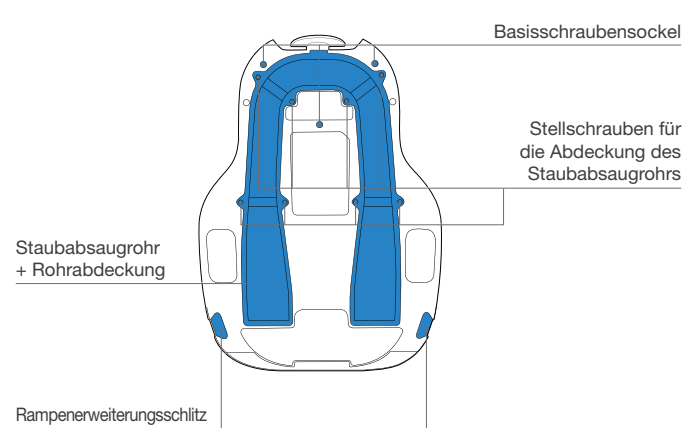 Basisschraubensockel
Stellschrauben für
die Abdeckung des
Staubabsaugrohrs
Staubabsaugrohr
+ Rohrabdeckung
Rampenerweiterungsschlitz